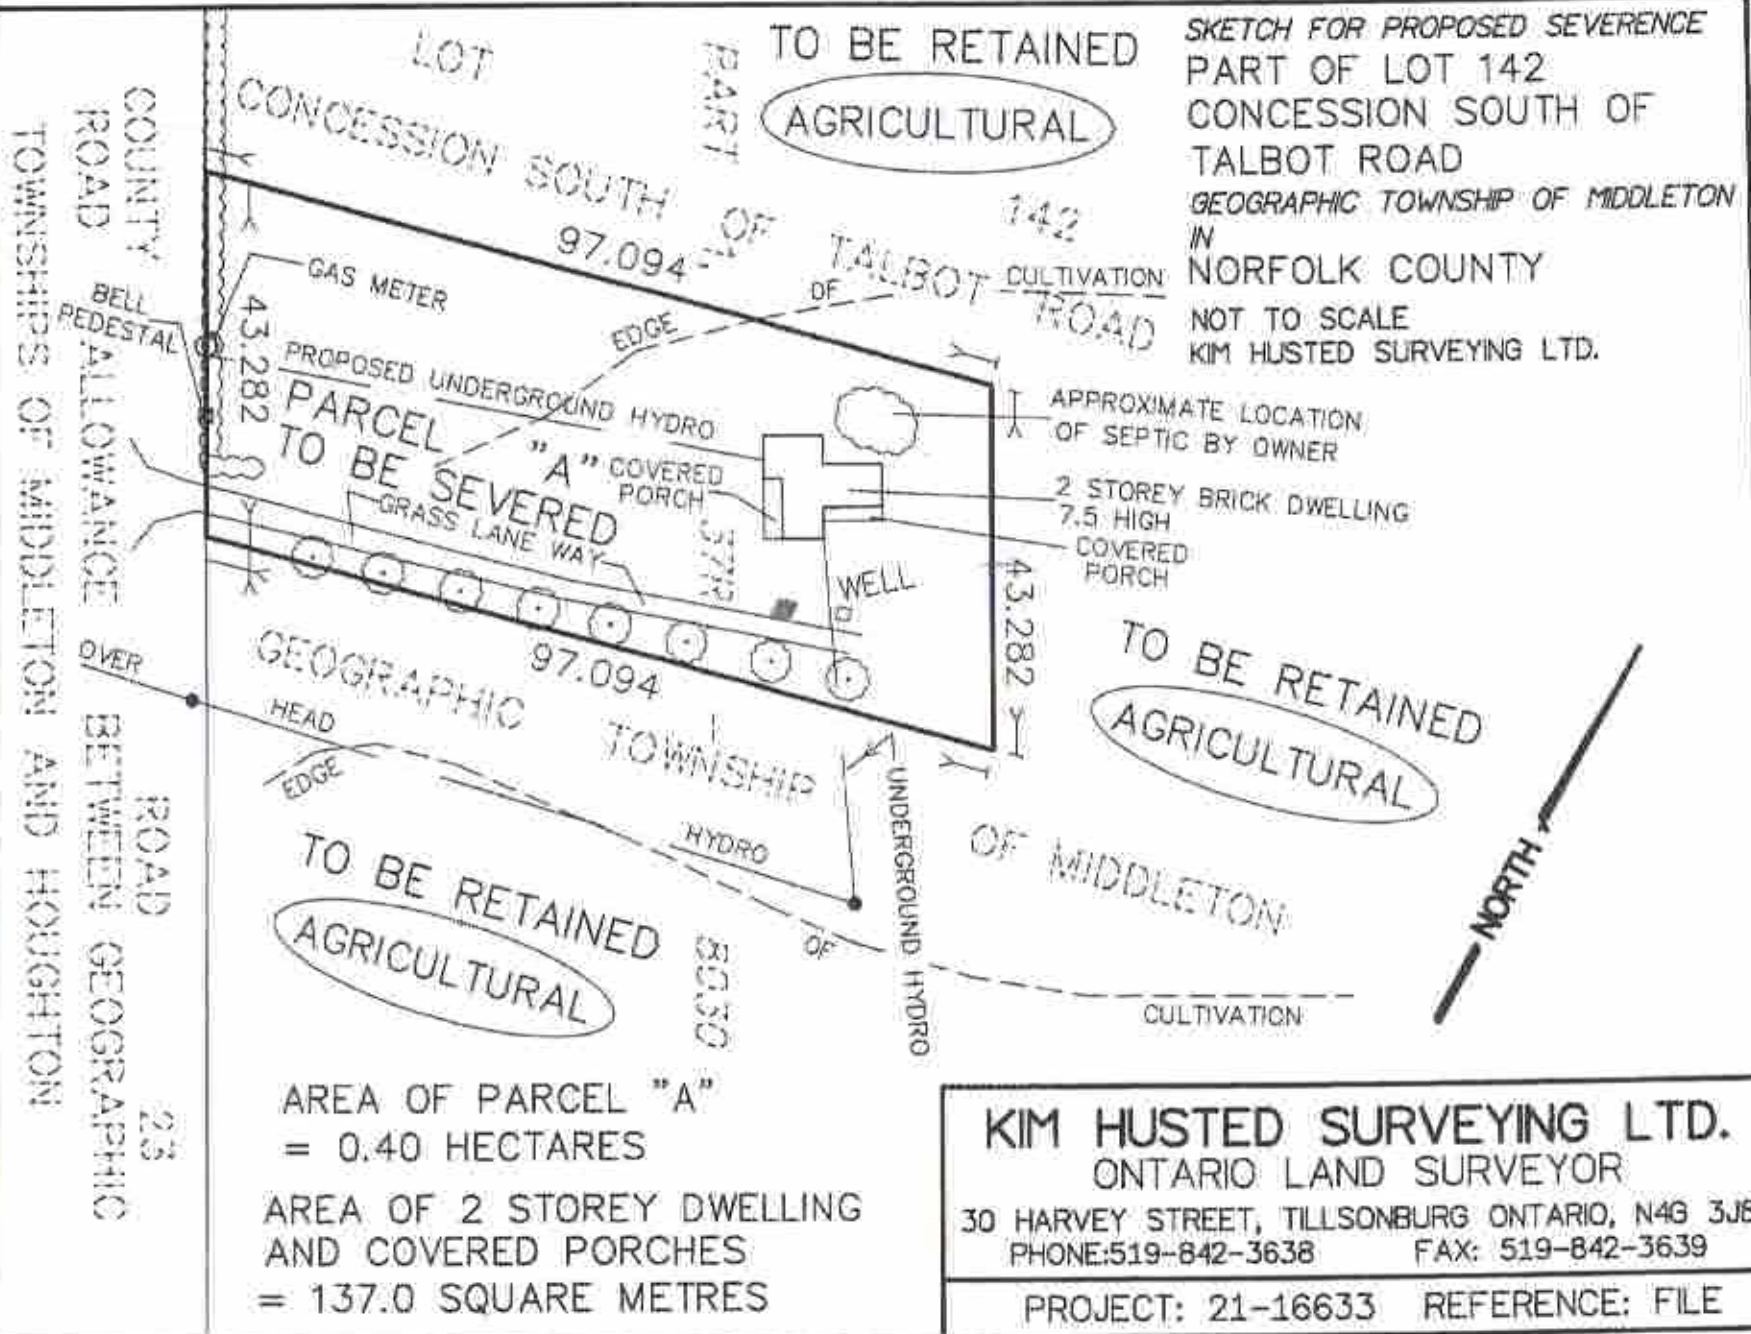 SKETCH FOR PROPOSED SEVERENCE
PART OF LOT 142
CONCESSION SOUTH OF
TALBOT ROAD
GEOGRAPHIC TOWNSHIP OF MIDDLETON
IN
NORFOLK COUNTY
NOT TO SCALE
KIM HUSTED SURVEYING LTD.
TO BE RETAINED
AGRICULTURAL
LOT
PART
142
CONCESSION SOUTH OF TALBOT ROAD
97.094
EDGE OF CULTIVATION
COUNTY ROAD 23
ROAD ALLOWANCE BETWEEN GEOGRAPHIC
TOWNSHIPS OF MIDDLETON AND HOUGHTON
GAS METER
BELL
PEDESTAL
43.282
PROPOSED UNDERGROUND HYDRO
PARCEL "A"
TO BE SEVERED
COVERED
PORCH
GRASS LANE WAY
37R
WELL
APPROXIMATE LOCATION
OF SEPTIC BY OWNER
2 STOREY BRICK DWELLING
7.5 HIGH
COVERED
PORCH
43.282
97.094
GEOGRAPHIC TOWNSHIP OF MIDDLETON
TO BE RETAINED
AGRICULTURAL
OVER HEAD HYDRO
EDGE OF CULTIVATION
UNDERGROUND HYDRO
TO BE RETAINED
AGRICULTURAL
NORTH
AREA OF PARCEL "A"
= 0.40 HECTARES
AREA OF 2 STOREY DWELLING
AND COVERED PORCHES
= 137.0 SQUARE METRES
KIM HUSTED SURVEYING LTD.
ONTARIO LAND SURVEYOR
30 HARVEY STREET, TILLSONBURG ONTARIO, N4G 3J8
PHONE:519-842-3638 FAX: 519-842-3639
PROJECT: 21-16633 REFERENCE: FILE